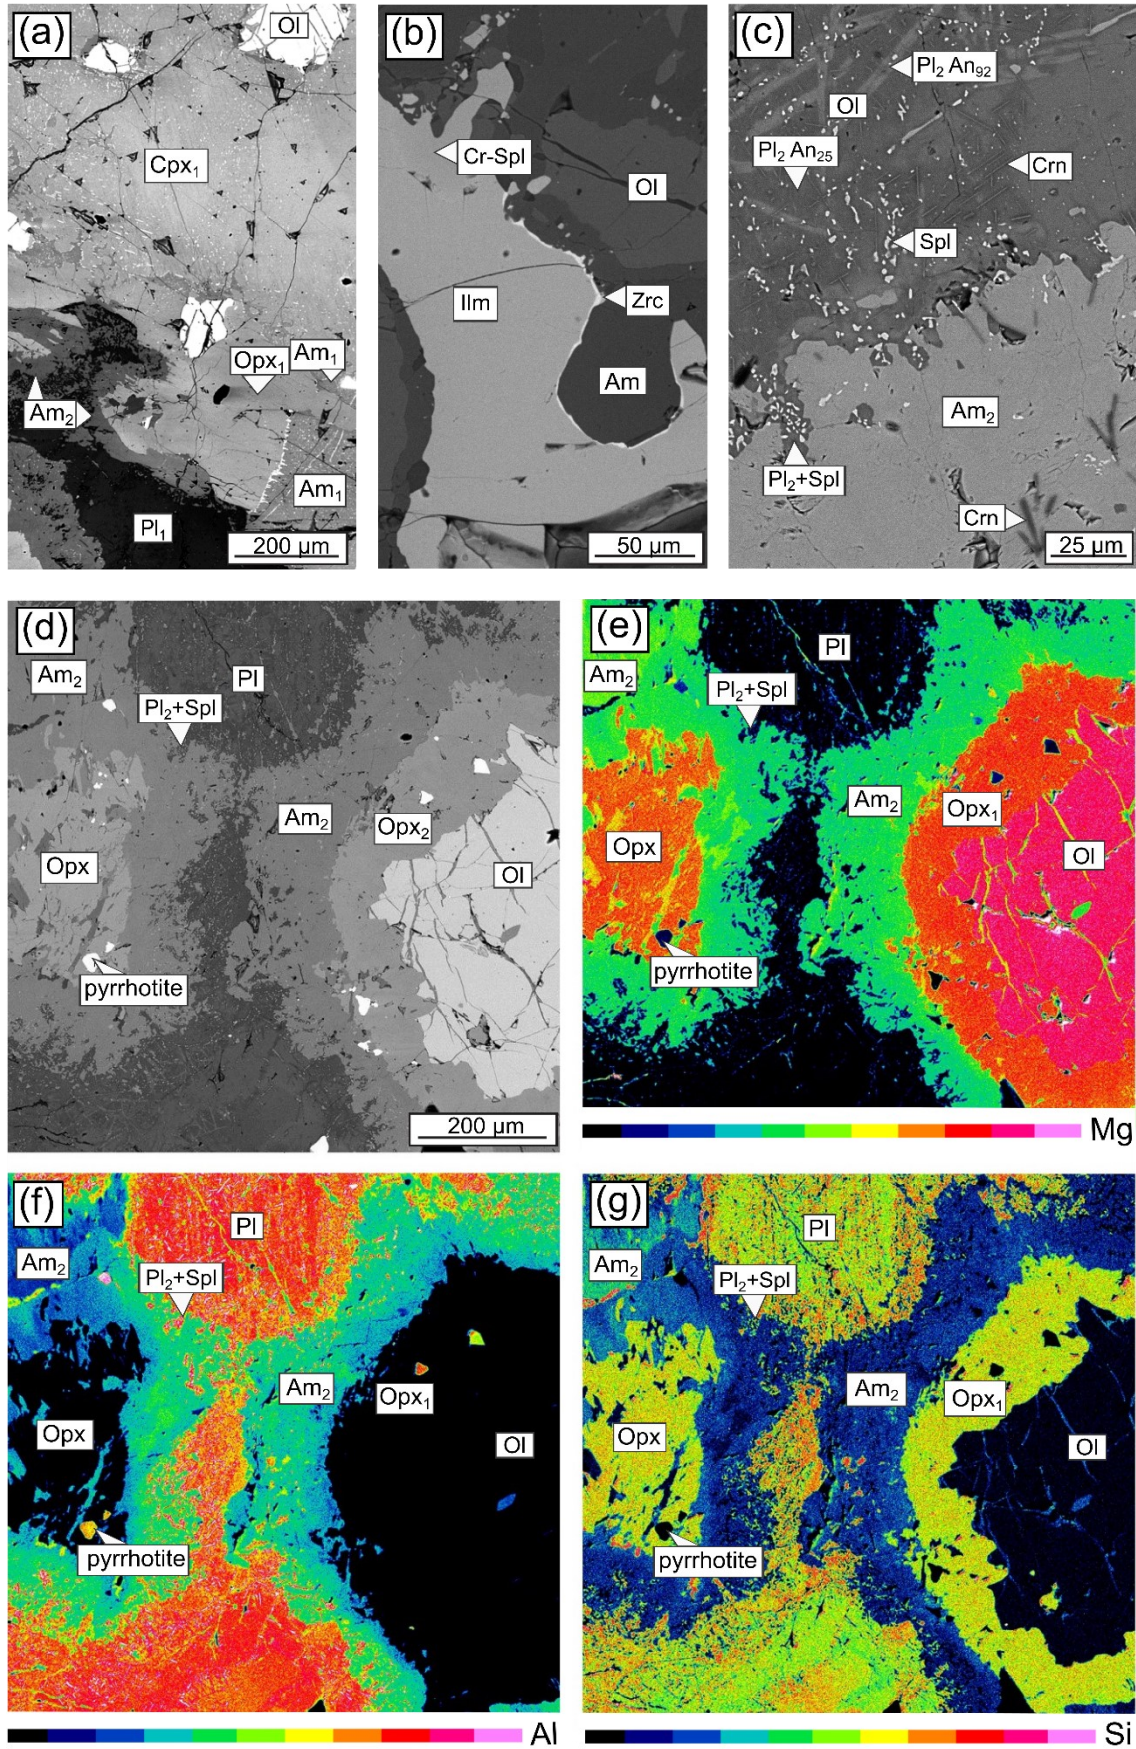 (a)
Ol
Cpx₁
Opx₁
Am₁
Am₂
Am₁
Pl₁
200 µm
(b)
Cr-Spl
Ol
Ilm
Zrc
Am
50 µm
(c)
Pl₂ An₉₂
Ol
Pl₂ An₂₅
Crn
Spl
Am₂
Pl₂+Spl
Crn
25 µm
(d)
Pl
Am₂
Pl₂+Spl
Am₂
Opx₂
Opx
Ol
pyrrhotite
200 µm
(e)
Pl
Am₂
Pl₂+Spl
Am₂
Opx₁
Opx
Ol
pyrrhotite
Mg
(f)
Pl
Am₂
Pl₂+Spl
Am₂
Opx₁
Opx
Ol
pyrrhotite
Al
(g)
Pl
Am₂
Pl₂+Spl
Am₂
Opx₁
Opx
Ol
pyrrhotite
Si